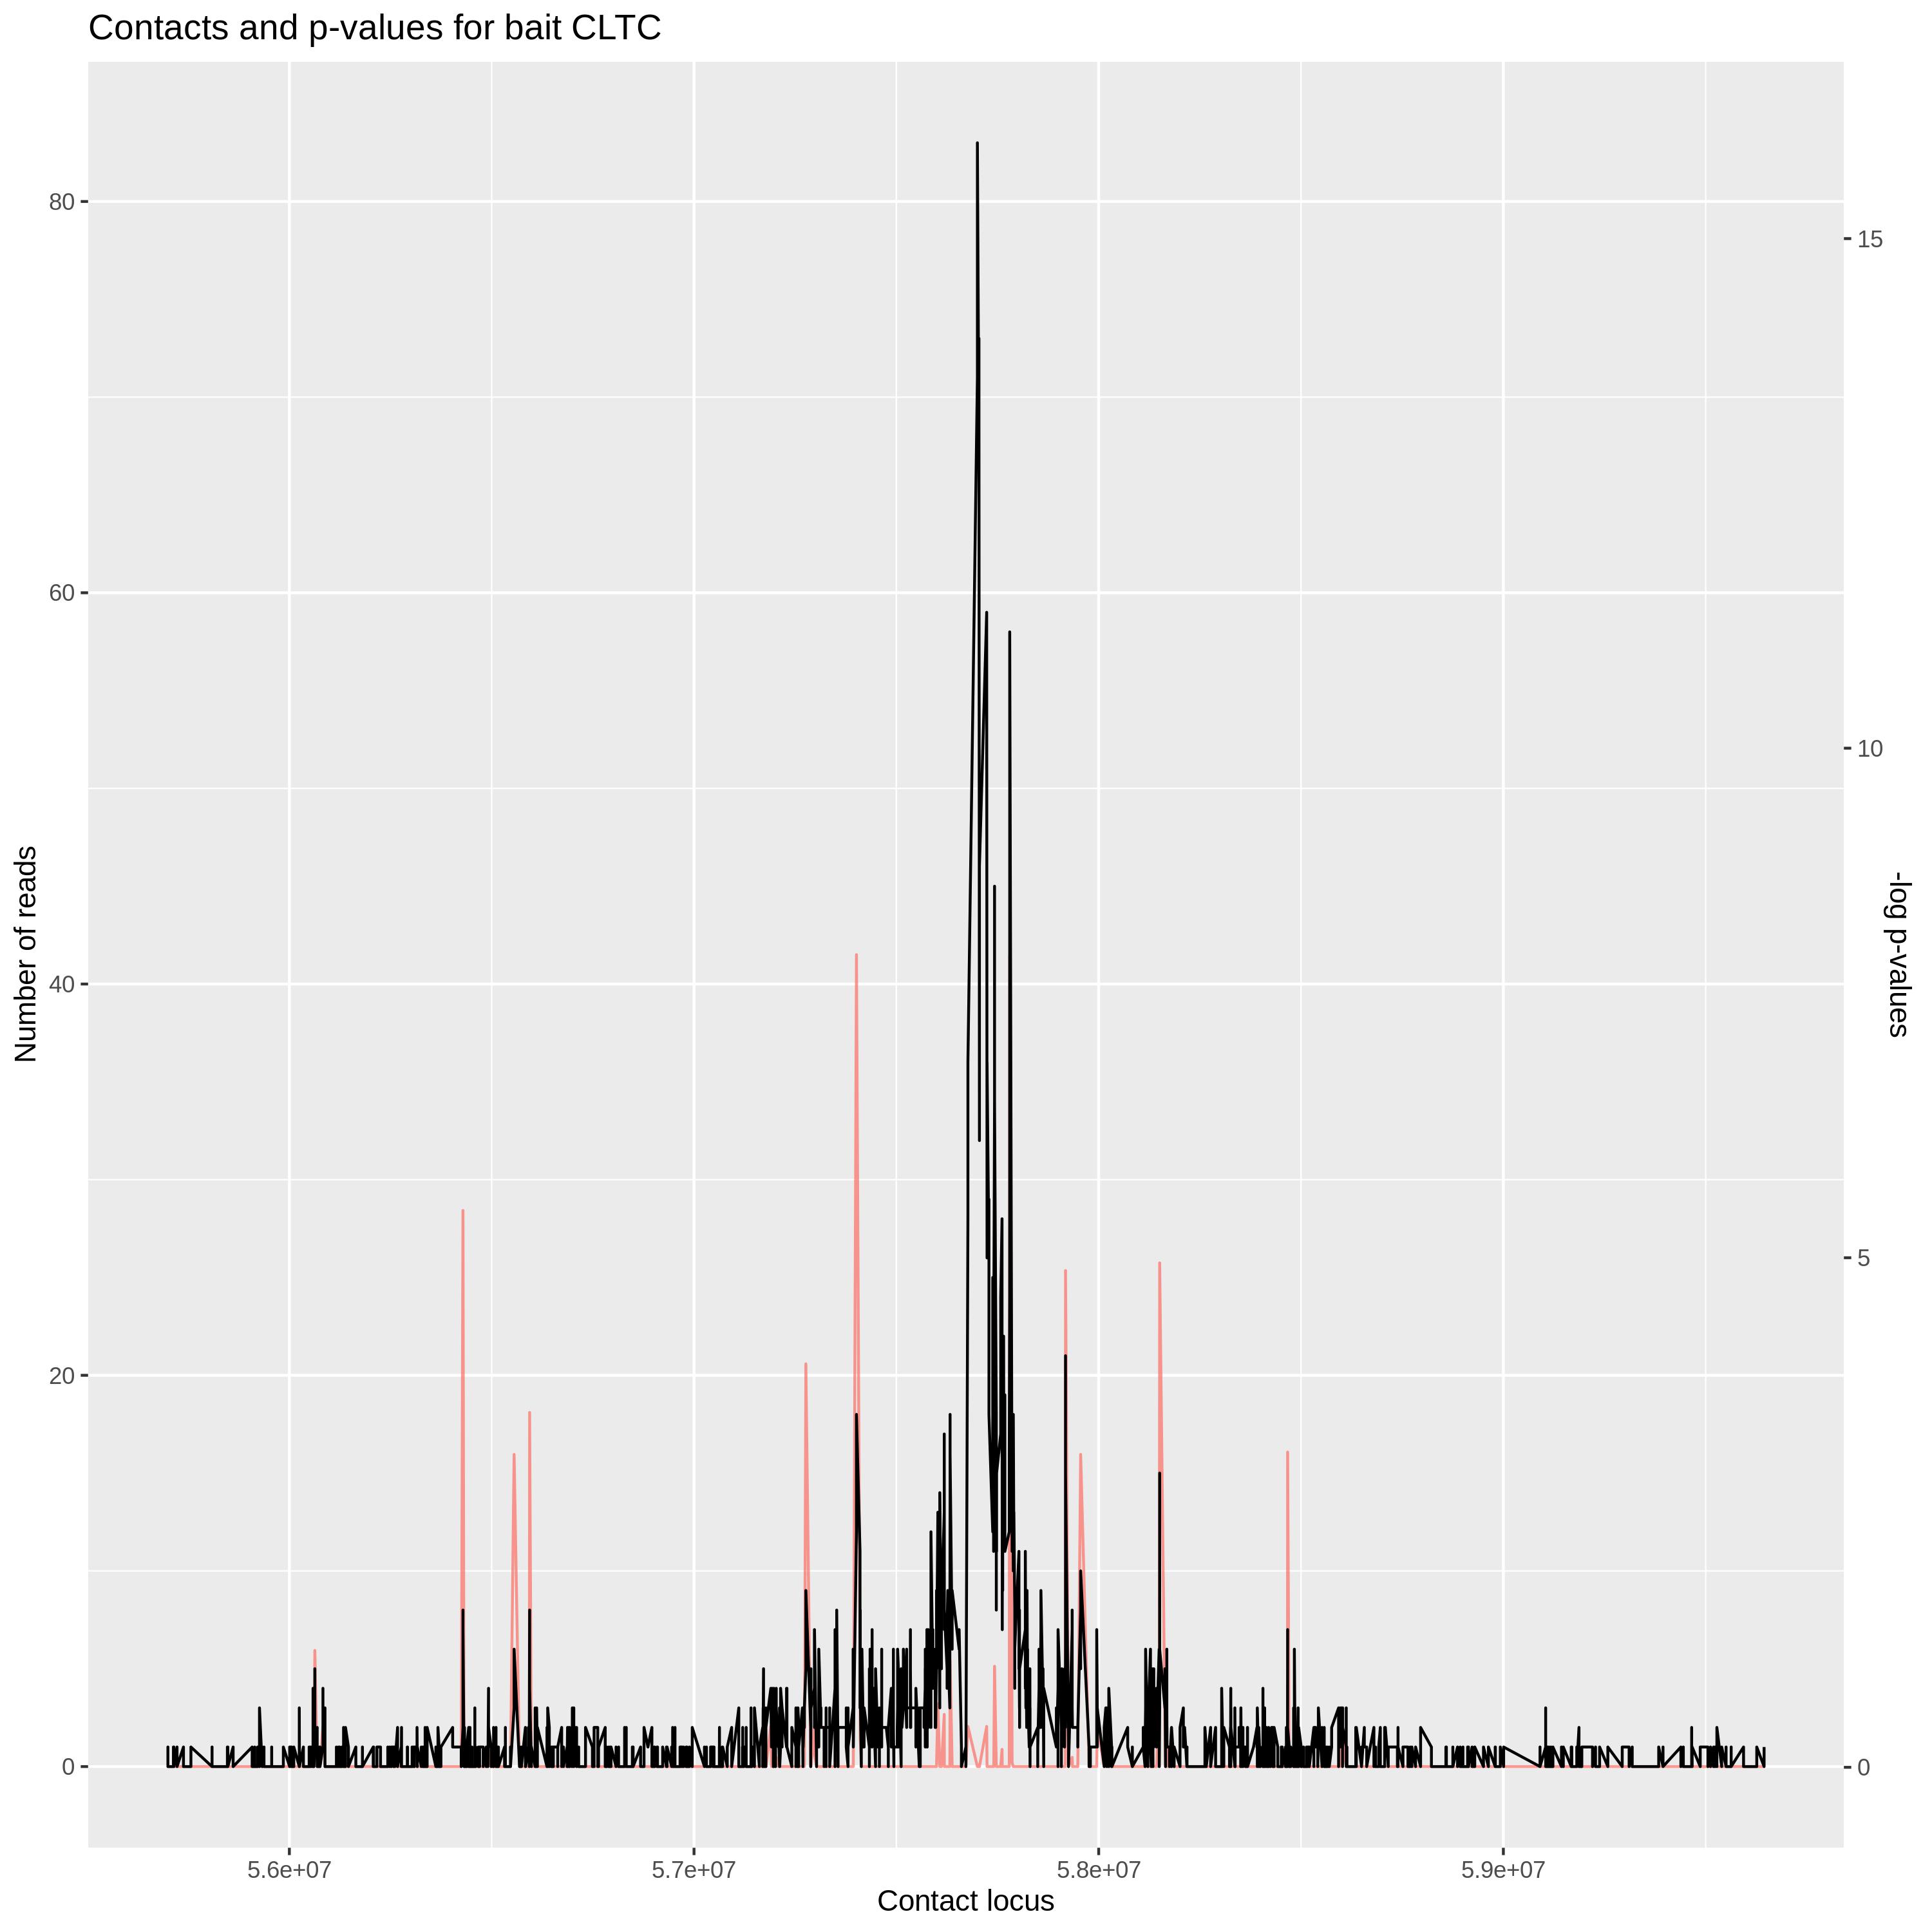 Contacts and p-values for bait CLTC
80
60
40
20
0
15
10
5
0
Number of reads
-log p-values
5.6e+07
5.7e+07
5.8e+07
5.9e+07
Contact locus